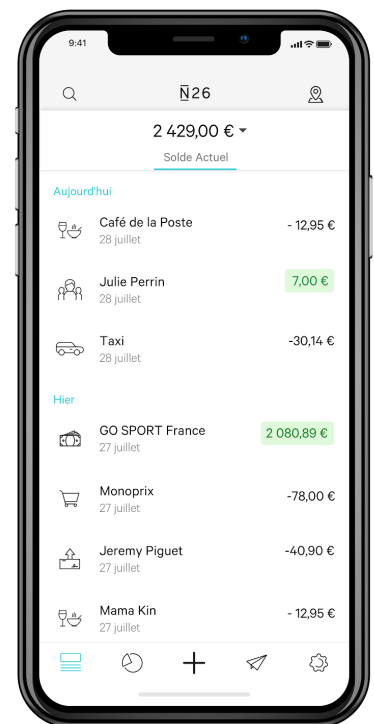 9:41
N26
2 429,00 €
Solde Actuel
Aujourd'hui
Café de la Poste - 12,95 €
28 juillet
Julie Perrin 7,00 €
28 juillet
Taxi -30,14 €
28 juillet
Hier
GO SPORT France 2 080,89 €
27 juillet
Monoprix -78,00 €
27 juillet
Jeremy Piguet -40,90 €
27 juillet
Mama Kin - 12,95 €
27 juillet